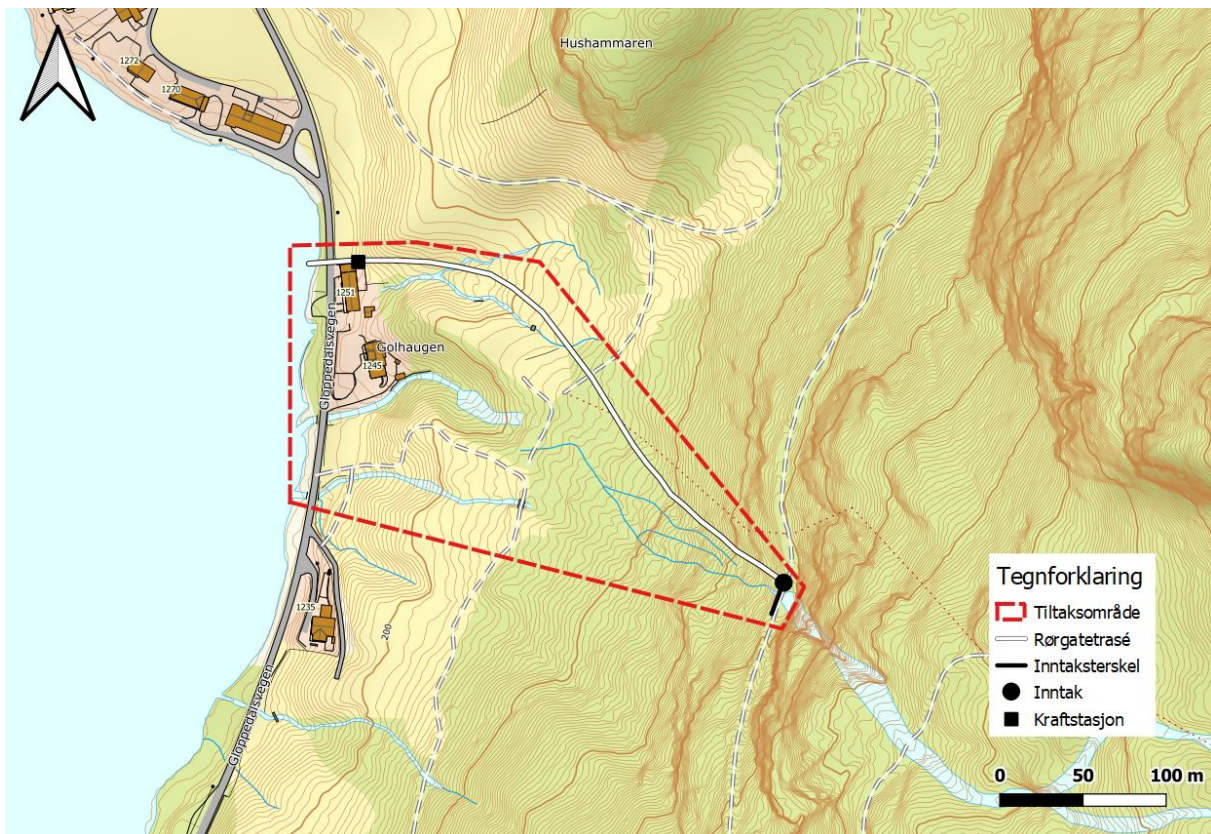 Hushammaren
1272
1270
1251
Golhaugen
1245
Gloppedalsvegen
1235
200
Gloppedalsvegen
Tegnforklaring
Tiltaksområde
Rørgatetrasé
Inntaksterskel
Inntak
Kraftstasjon
0 50 100 m